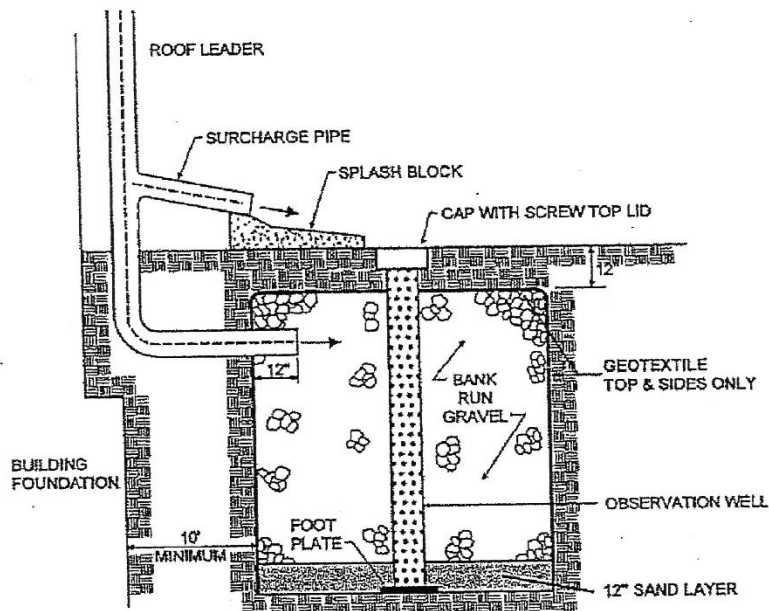 ROOF LEADER
SURCHARGE PIPE
SPLASH BLOCK
CAP WITH SCREW TOP LID
12"
12"
GEOTEXTILE
TOP & SIDES ONLY
BANK
RUN
GRAVEL
BUILDING
FOUNDATION
OBSERVATION WELL
FOOT
PLATE
10'
MINIMUM
12" SAND LAYER